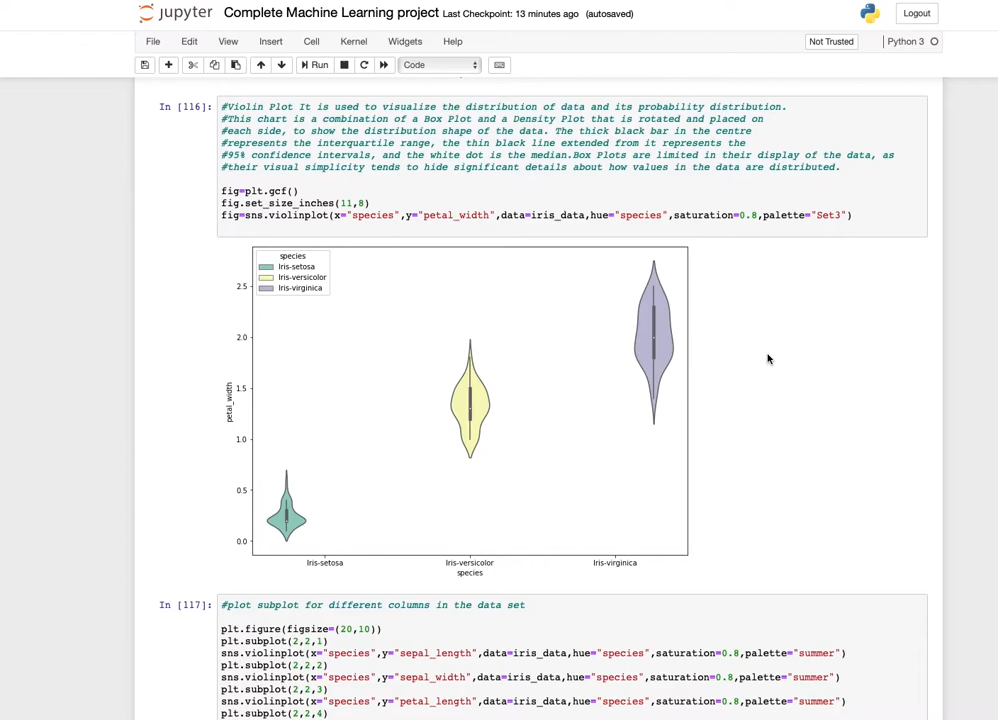 jupyter Complete Machine Learning project Last Checkpoint: 13 minutes ago (autosaved) Logout
File Edit View Insert Cell Kernel Widgets Help Not Trusted Python 3
Run Code
In [116]: #Violin Plot It is used to visualize the distribution of data and its probability distribution.
#This chart is a combination of a Box Plot and a Density Plot that is rotated and placed on
#each side, to show the distribution shape of the data. The thick black bar in the centre
#represents the interquartile range, the thin black line extended from it represents the
#95% confidence intervals, and the white dot is the median.Box Plots are limited in their display of the data, as
#their visual simplicity tends to hide significant details about how values in the data are distributed.
fig=plt.gcf()
fig.set_size_inches(11,8)
fig=sns.violinplot(x="species",y="petal_width",data=iris_data,hue="species",saturation=0.8,palette="Set3")
species
Iris-setosa
Iris-versicolor
Iris-virginica
2.5
2.0
1.5
1.0
0.5
0.0
petal_width
Iris-setosa Iris-versicolor Iris-virginica
species
In [117]: #plot subplot for different columns in the data set
plt.figure(figsize=(20,10))
plt.subplot(2,2,1)
sns.violinplot(x="species",y="sepal_length",data=iris_data,hue="species",saturation=0.8,palette="summer")
plt.subplot(2,2,2)
sns.violinplot(x="species",y="sepal_width",data=iris_data,hue="species",saturation=0.8,palette="summer")
plt.subplot(2,2,3)
sns.violinplot(x="species",y="petal_length",data=iris_data,hue="species",saturation=0.8,palette="summer")
plt.subplot(2,2,4)